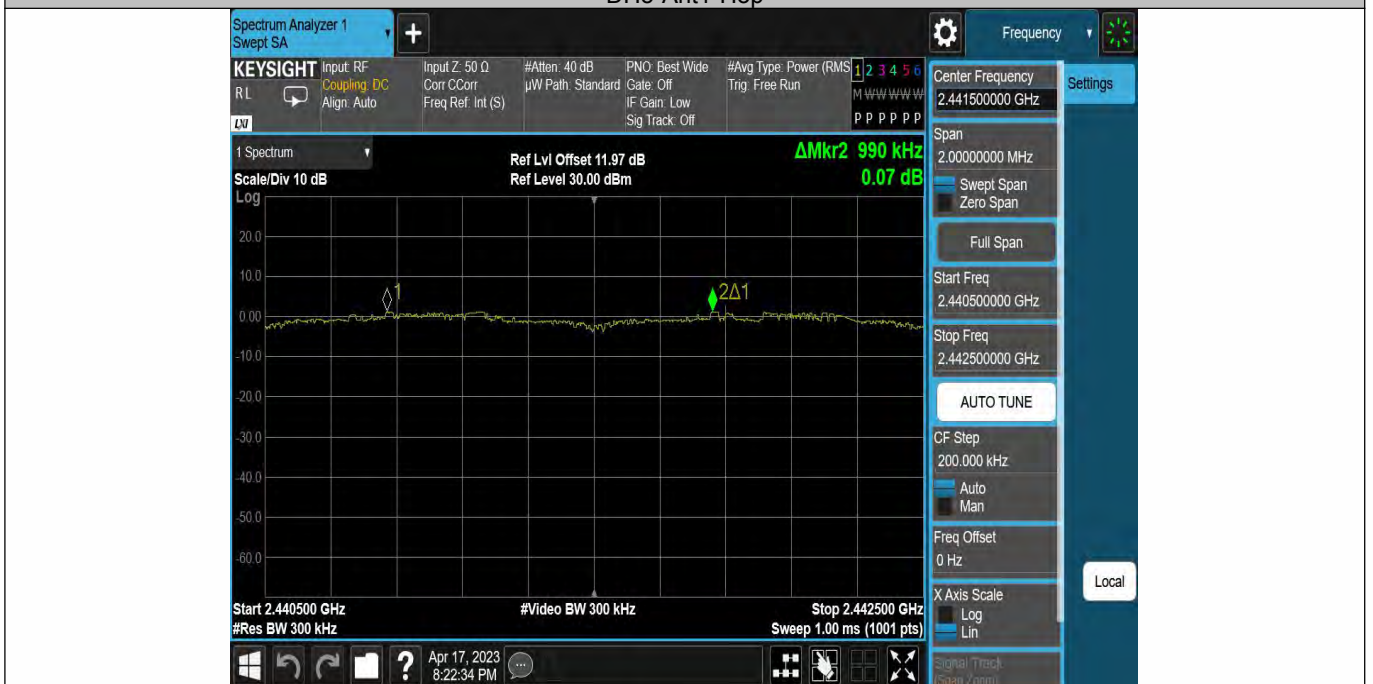 DH5 Ant1 Hop
Spectrum Analyzer 1
Swept SA
Frequency
KEYSIGHT
RL
LXI
Input: RF
Coupling: DC
Align: Auto
Input Z: 50 Ω
Corr CCorr
Freq Ref: Int (S)
#Atten: 40 dB
µW Path: Standard
PNO: Best Wide
Gate: Off
IF Gain: Low
Sig Track: Off
#Avg Type: Power (RMS
Trig: Free Run
1 2 3 4 5 6
M W W W W W
P P P P P P
1 Spectrum
Scale/Div 10 dB
Log
Ref Lvl Offset 11.97 dB
Ref Level 30.00 dBm
ΔMkr2 990 kHz
0.07 dB
20.0
10.0
0.00
-10.0
-20.0
-30.0
-40.0
-50.0
-60.0
1
2Δ1
Start 2.440500 GHz
#Res BW 300 kHz
#Video BW 300 kHz
Stop 2.442500 GHz
Sweep 1.00 ms (1001 pts)
?
Apr 17, 2023
8:22:34 PM
Center Frequency
2.441500000 GHz
Settings
Span
2.00000000 MHz
Swept Span
Zero Span
Full Span
Start Freq
2.440500000 GHz
Stop Freq
2.442500000 GHz
AUTO TUNE
CF Step
200.000 kHz
Auto
Man
Freq Offset
0 Hz
X Axis Scale
Log
Lin
Local
Signal Track
(Span Zoom)